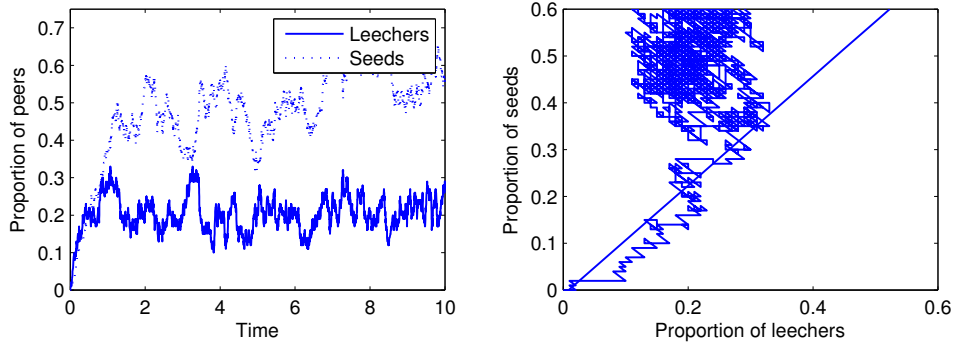 0.7
0.6
0.5
0.4
0.3
0.2
0.1
0
0 2 4 6 8 10
Time
Proportion of peers
Leechers
Seeds
0.6
0.5
0.4
0.3
0.2
0.1
0
0 0.2 0.4 0.6
Proportion of leechers
Proportion of seeds